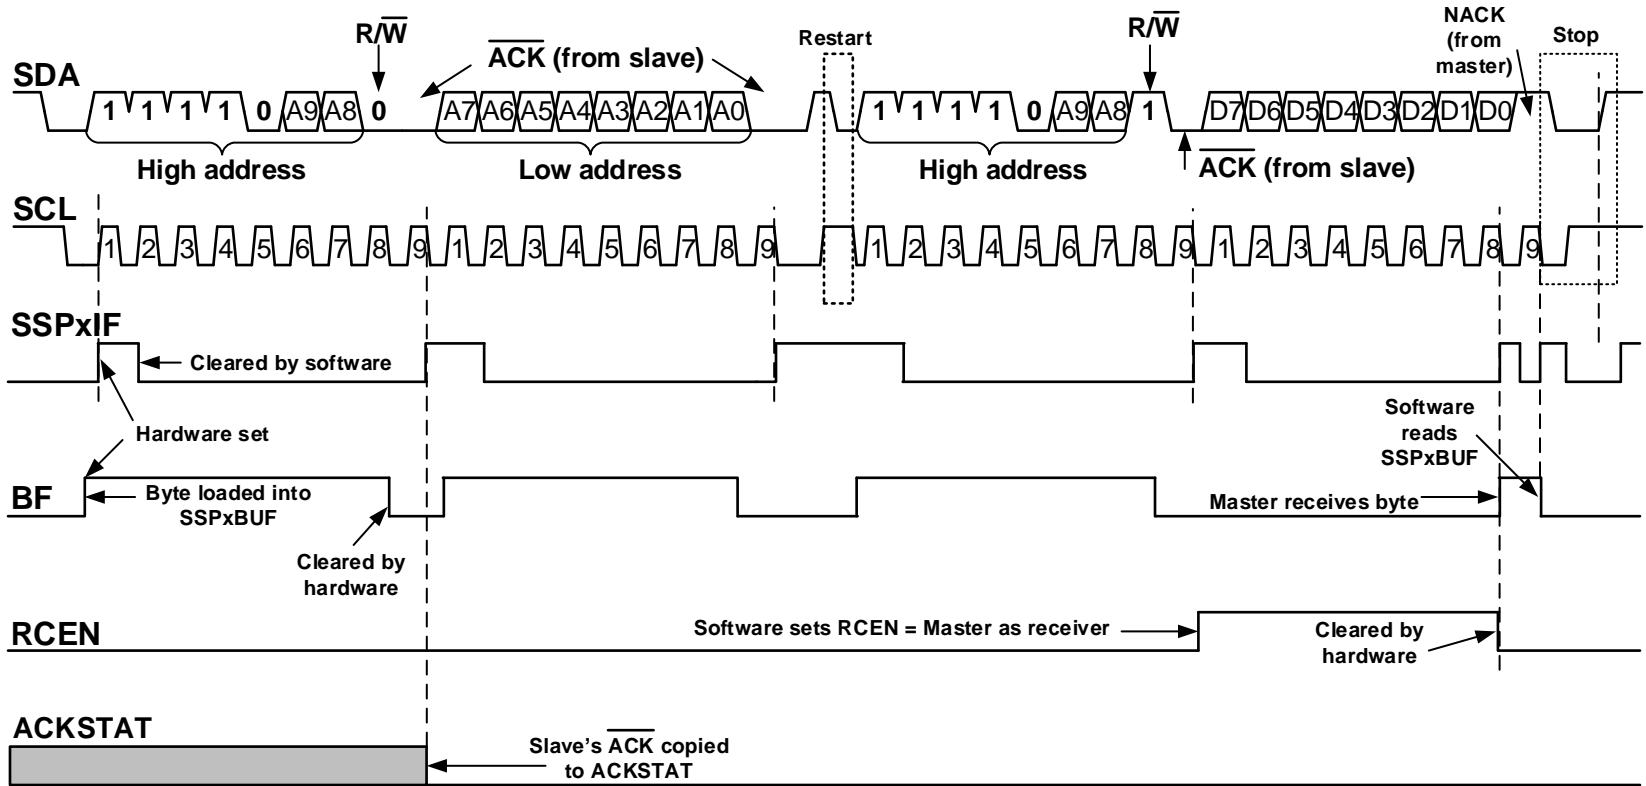 R/W
ACK (from slave)
Restart
R/W
NACK
(from
master)
Stop
SDA
1 1 1 1 0 A9 A8 0 A7 A6 A5 A4 A3 A2 A1 A0 1 1 1 1 0 A9 A8 1 D7 D6 D5 D4 D3 D2 D1 D0
High address
Low address
High address
ACK (from slave)
SCL
1 2 3 4 5 6 7 8 9 1 2 3 4 5 6 7 8 9 1 2 3 4 5 6 7 8 9 1 2 3 4 5 6 7 8 9
SSPxIF
Cleared by software
Hardware set
Software
reads
SSPxBUF
BF
Byte loaded into
SSPxBUF
Master receives byte
Cleared by
hardware
RCEN
Software sets RCEN = Master as receiver
Cleared by
hardware
ACKSTAT
Slave's ACK copied
to ACKSTAT